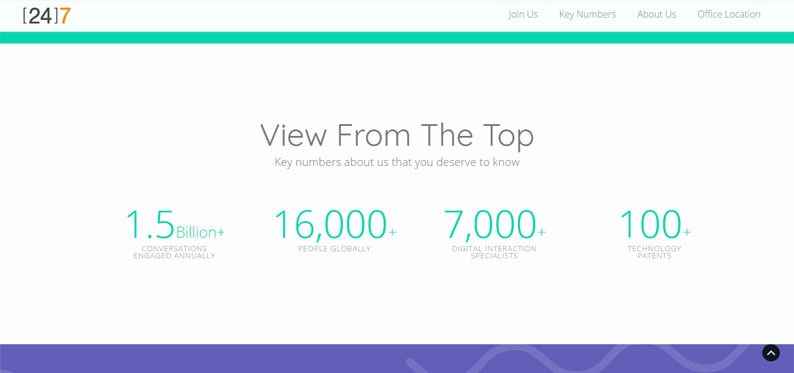 [24]7
Join Us Key Numbers About Us Office Location
View From The Top
Key numbers about us that you deserve to know
1.5 Billion+
CONVERSATIONS
ENGAGED ANNUALLY
16,000+
PEOPLE GLOBALLY
7,000+
DIGITAL INTERACTION
SPECIALISTS
100+
TECHNOLOGY
PATENTS